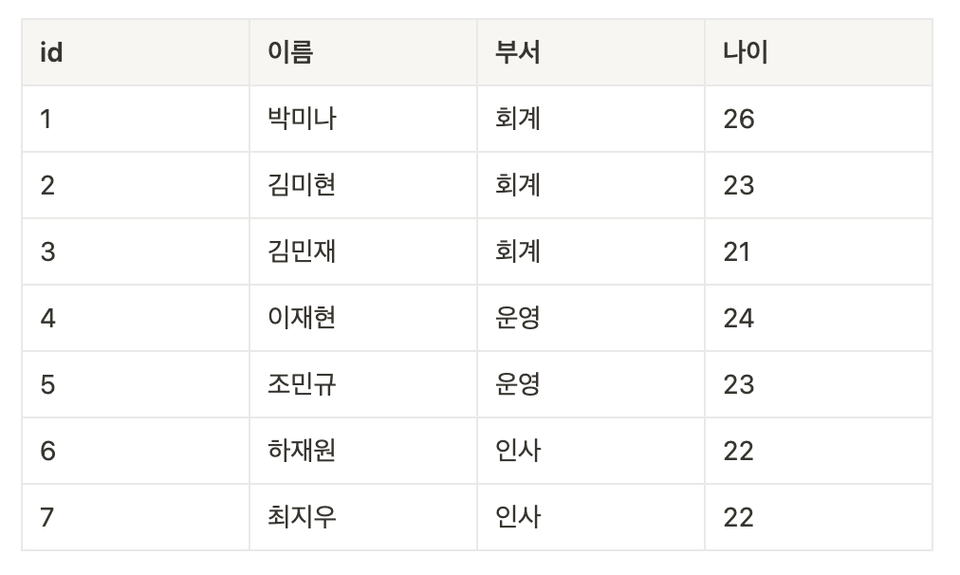 id 이름 부서 나이
1 박미나 회계 26
2 김미현 회계 23
3 김민재 회계 21
4 이재현 운영 24
5 조민규 운영 23
6 하재원 인사 22
7 최지우 인사 22